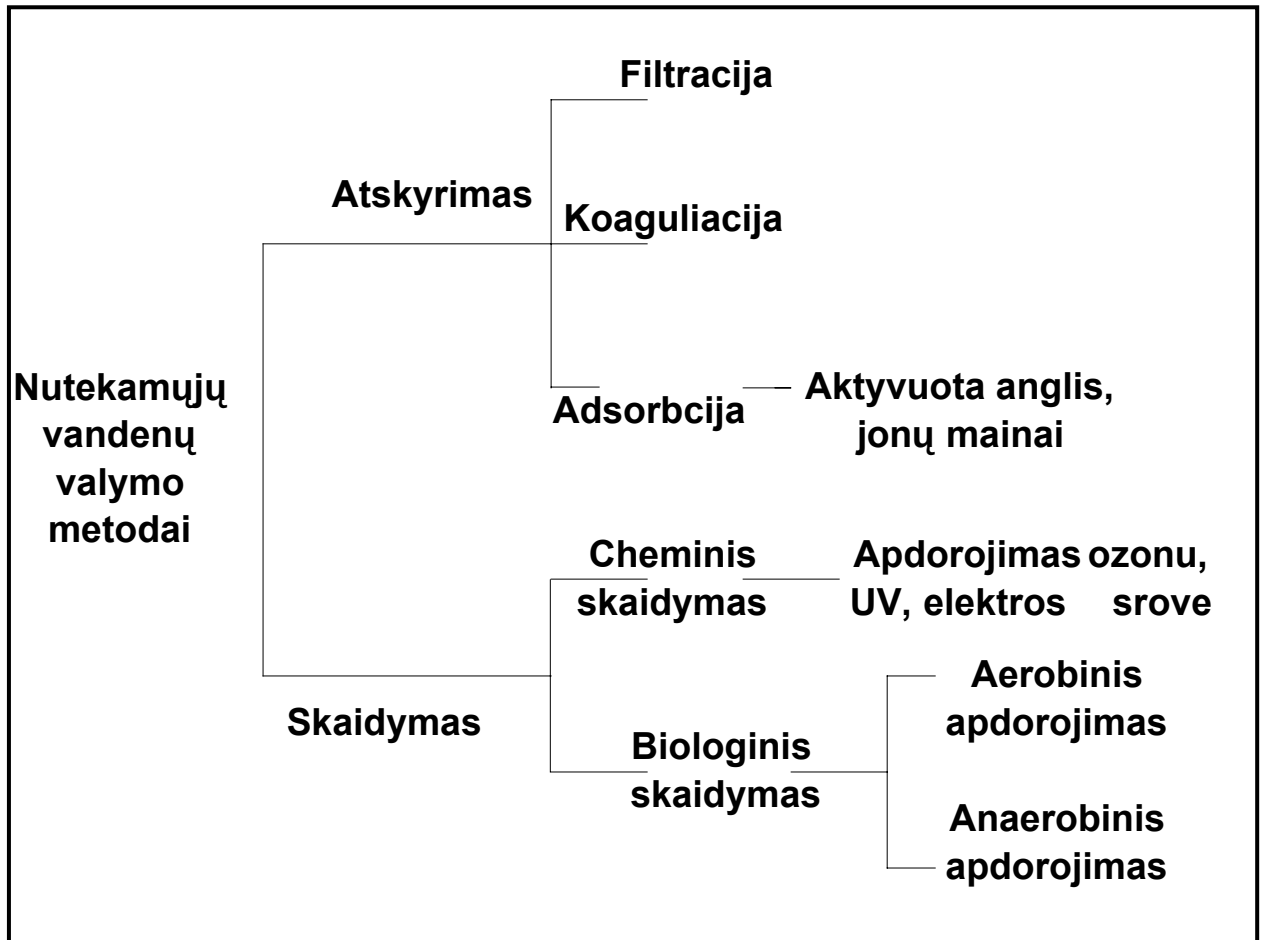 Filtracija
Atskyrimas
Koaguliacija
Nutekamųjų
vandenų
valymo
metodai
Adsorbcija
Aktyvuota anglis,
jonų mainai
Cheminis
skaidymas
Apdorojimas ozonu,
UV, elektros srove
Skaidymas
Biologinis
skaidymas
Aerobinis
apdorojimas
Anaerobinis
apdorojimas